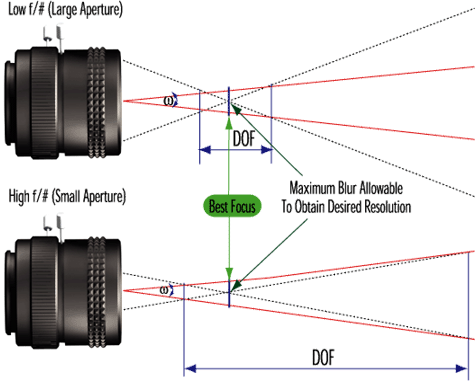 Low f/# (Large Aperture)
ω
DOF
Best Focus
Maximum Blur Allowable
To Obtain Desired Resolution
High f/# (Small Aperture)
ω
DOF